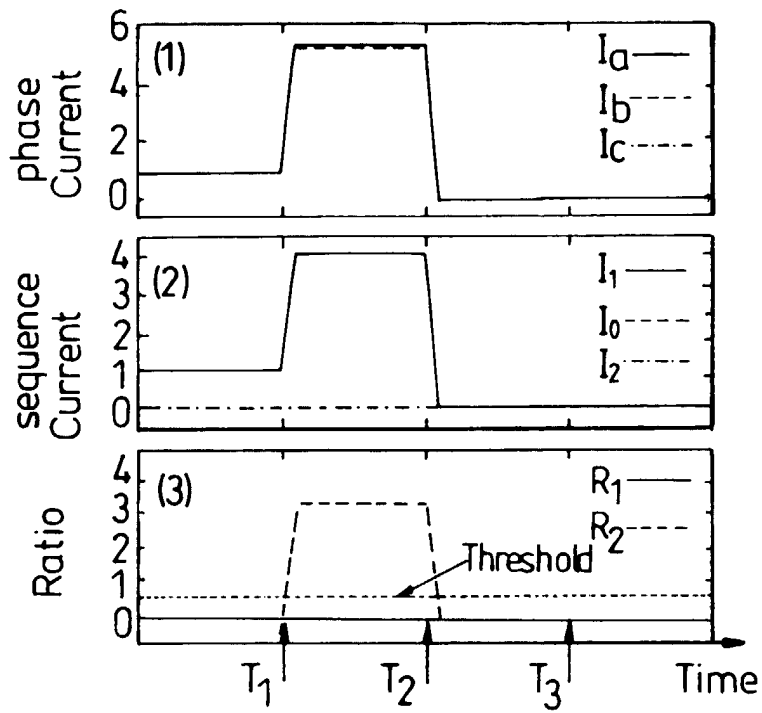 phase Current
6
4
2
0
(1)
Ia
Ib
Ic
sequence Current
4
3
2
1
0
(2)
I1
I0
I2
Ratio
4
3
2
1
0
(3)
R1
R2
Threshold
T1
T2
T3
Time